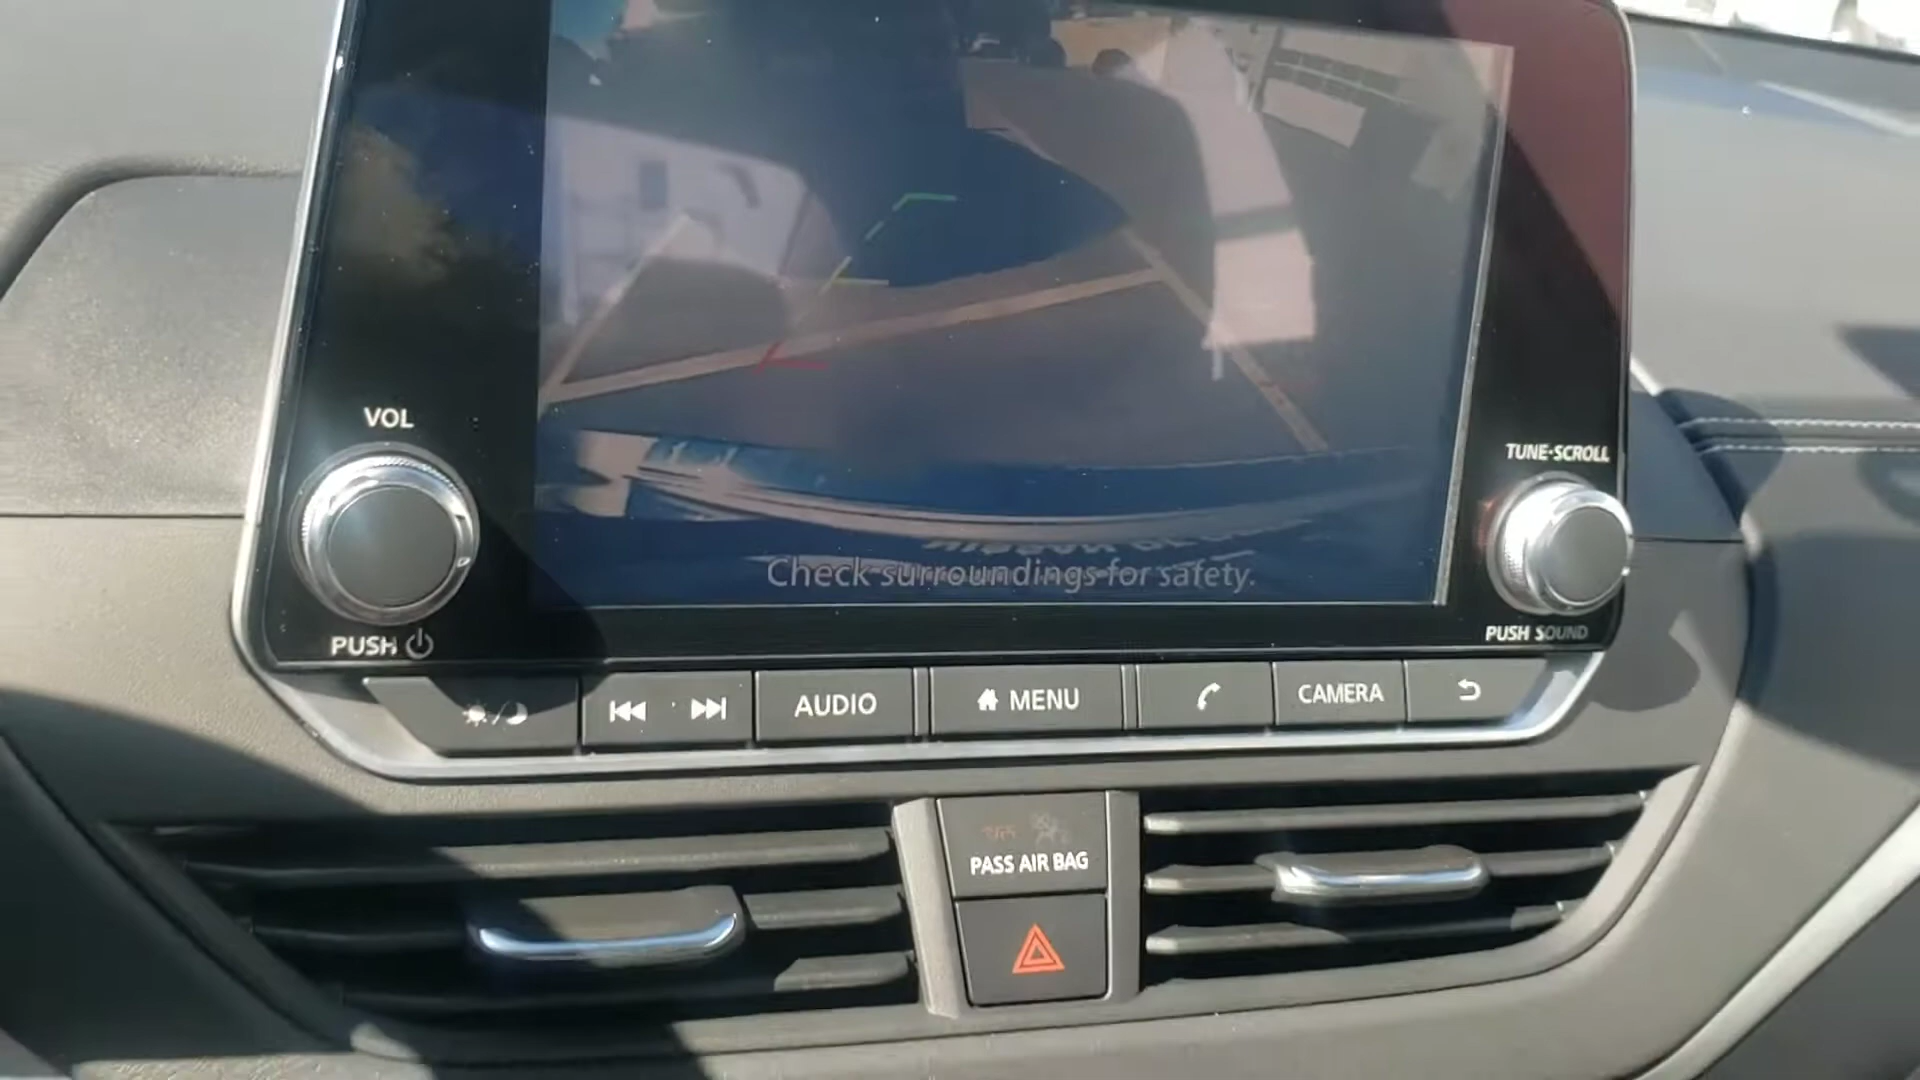 VOL
TUNE·SCROLL
Check surroundings for safety.
PUSH
PUSH SOUND
AUDIO
MENU
CAMERA
PASS AIR BAG